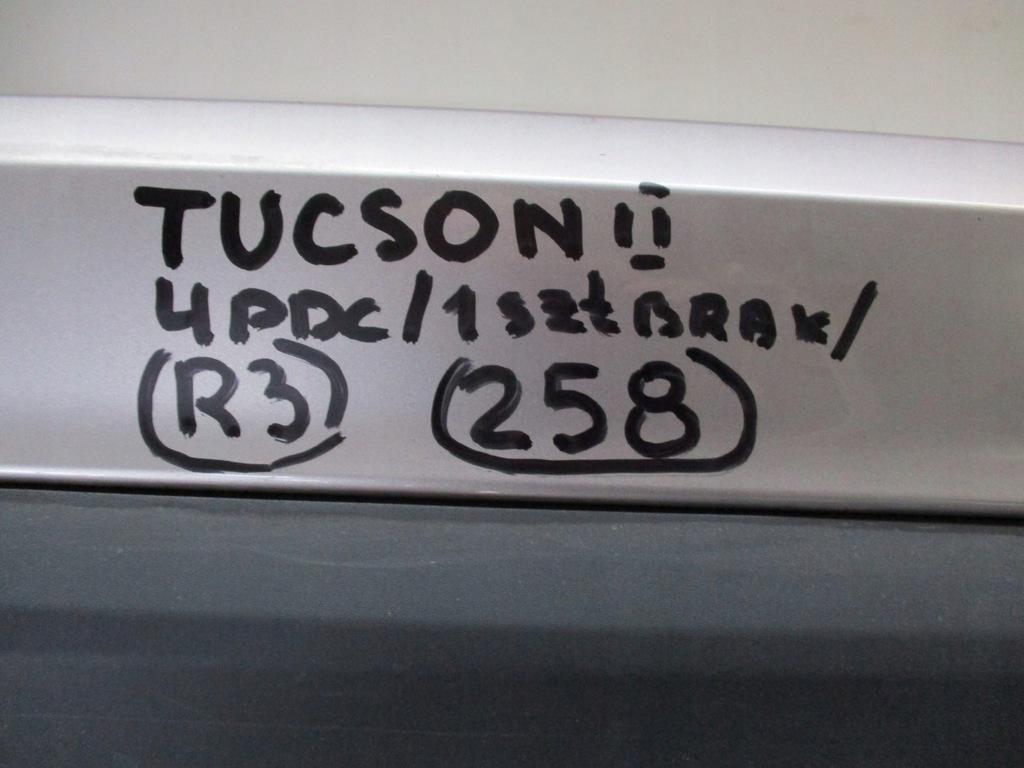 TUCSON II
4PDC/1SZT BRAK/
(R3) (258)